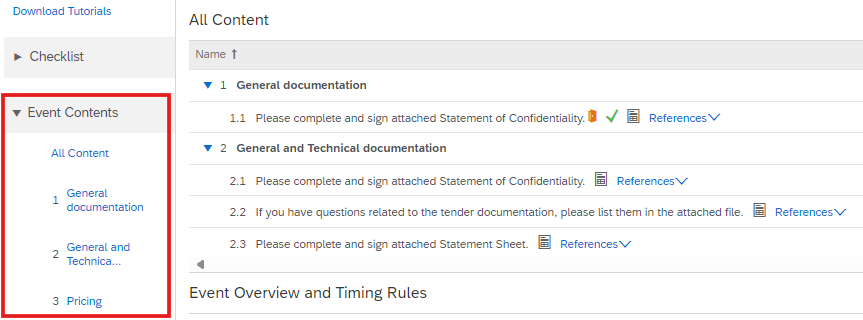 Download Tutorials
Checklist
Event Contents
All Content
1 General
documentation
2 General and
Technica...
3 Pricing
All Content
Name ↑
1 General documentation
1.1 Please complete and sign attached Statement of Confidentiality. References
2 General and Technical documentation
2.1 Please complete and sign attached Statement of Confidentiality. References
2.2 If you have questions related to the tender documentation, please list them in the attached file. References
2.3 Please complete and sign attached Statement Sheet. References
Event Overview and Timing Rules